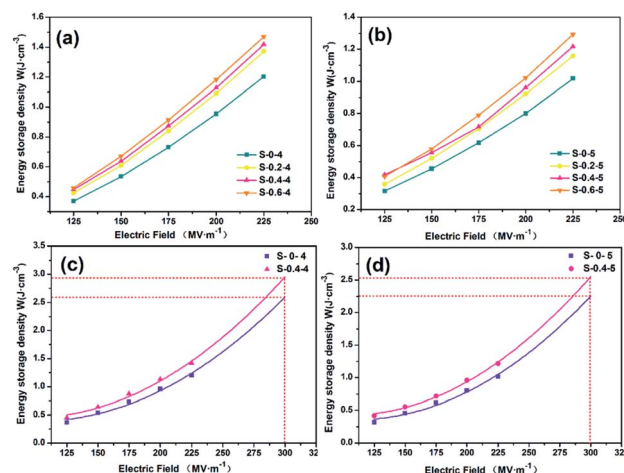 (a)
Energy storage density W(J·cm⁻³)
1.6
1.4
1.2
1.0
0.8
0.6
0.4
S-0-4
S-0.2-4
S-0.4-4
S-0.6-4
125 150 175 200 225 250
Electric Field （MV·m⁻¹）
(b)
Energy storage density W(J·cm⁻³)
1.4
1.2
1.0
0.8
0.6
0.4
0.2
S-0-5
S-0.2-5
S-0.4-5
S-0.6-5
125 150 175 200 225 250
Electric Field （MV·m⁻¹）
(c)
Energy storage density W(J·cm⁻³)
3.5
3.0
2.5
2.0
1.5
1.0
0.5
0.0
S- 0- 4
S-0.4-4
125 150 175 200 225 250 275 300 32
Electric Field （MV·m⁻¹）
(d)
Energy storage density W(J·cm⁻³)
3.0
2.5
2.0
1.5
1.0
0.5
0.0
S- 0- 5
S-0.4-5
125 150 175 200 225 250 275 300 32
Electric Field （MV·m⁻¹）